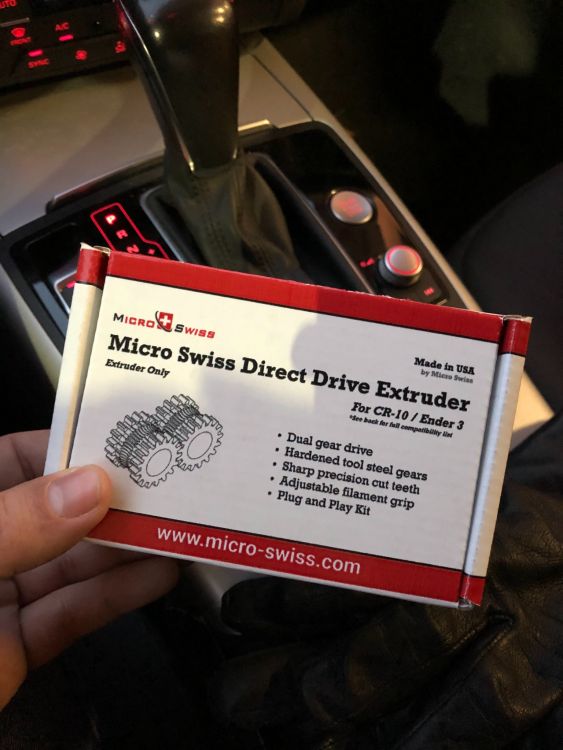 AUTO
FRONT
A/C
SYNC
P
R
N
MICRO SWISS
Micro Swiss Direct Drive Extruder
Extruder Only
Made in USA
by Micro Swiss
For CR-10 / Ender 3
*See back for full compatibility list
• Dual gear drive
• Hardened tool steel gears
• Sharp precision cut teeth
• Adjustable filament grip
• Plug and Play Kit
www.micro-swiss.com